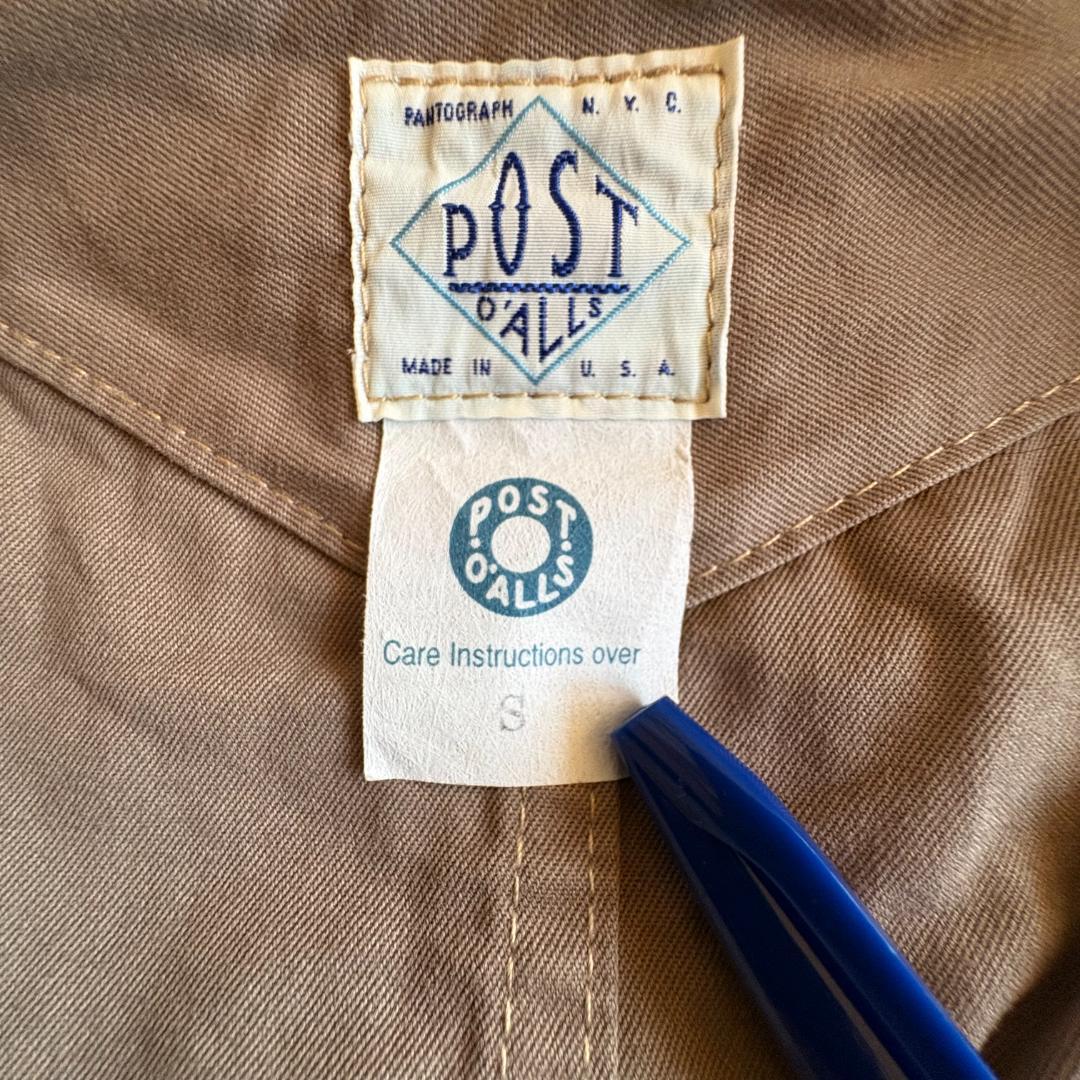 PANTOGRAPH N. Y. C.
POST
O'ALLS
MADE IN U. S. A.
POST
O'ALLS
Care Instructions over
S